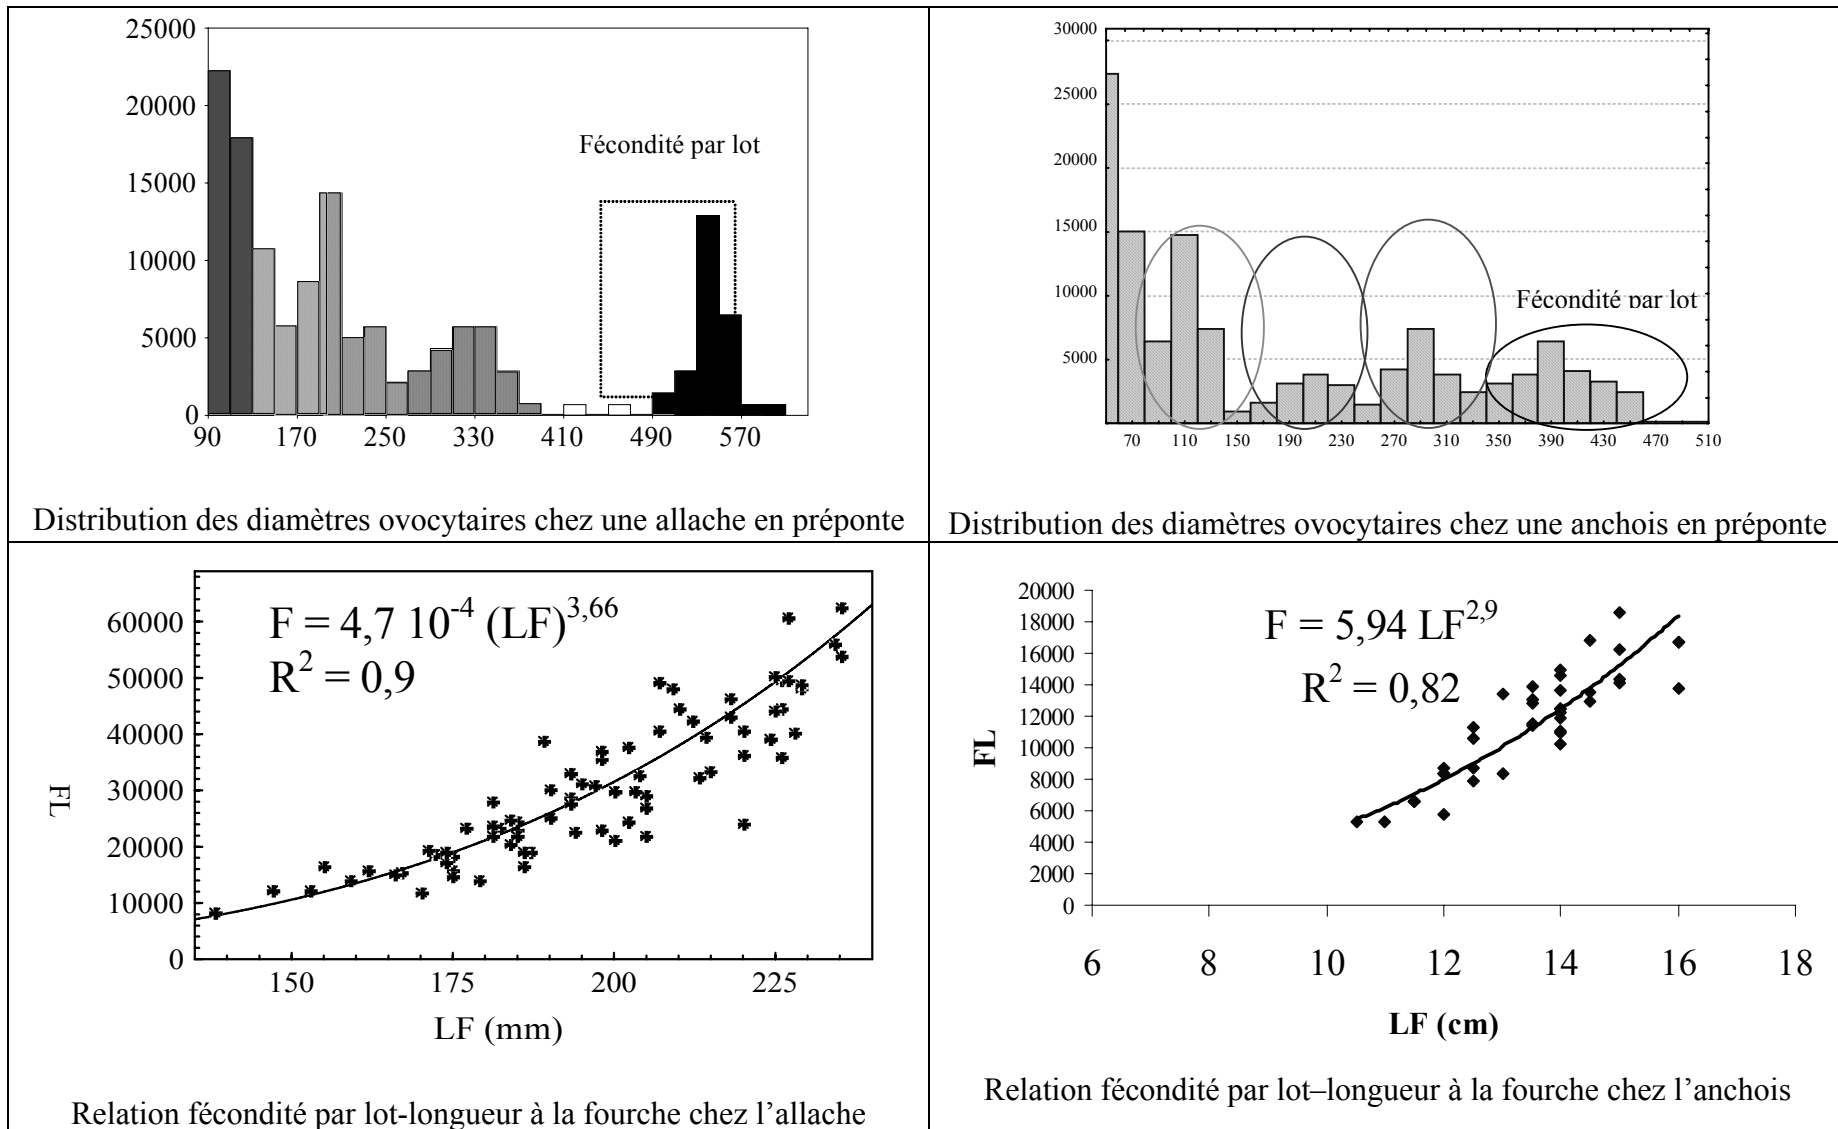 25000
20000
15000
10000
5000
0
Fécondité par lot
90 170 250 330 410 490 570
Distribution des diamètres ovocytaires chez une allache en préponte
30000
25000
20000
15000
10000
5000
Fécondité par lot
70 110 150 190 230 270 310 350 390 430 470 510
Distribution des diamètres ovocytaires chez une anchois en préponte
F = 4,7 10⁻⁴ (LF)³,⁶⁶
R² = 0,9
60000
50000
40000
30000
20000
10000
0
FL
150 175 200 225
LF (mm)
Relation fécondité par lot-longueur à la fourche chez l’allache
F = 5,94 LF²,⁹
R² = 0,82
20000
18000
16000
14000
12000
10000
8000
6000
4000
2000
0
FL
6 8 10 12 14 16 18
LF (cm)
Relation fécondité par lot–longueur à la fourche chez l’anchois